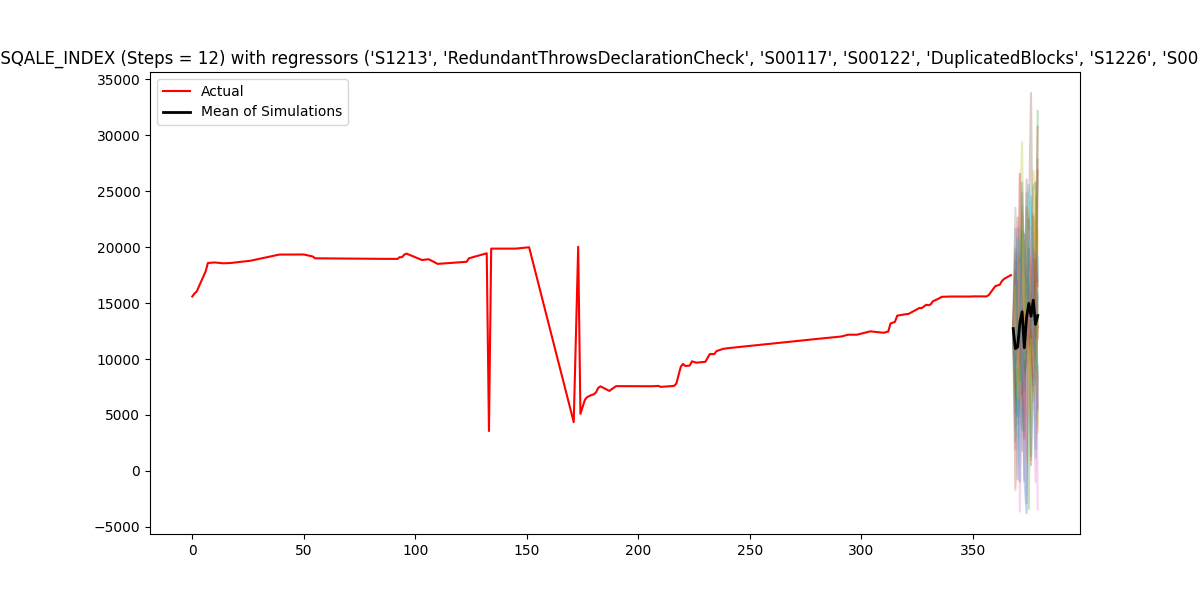 SQALE_INDEX (Steps = 12) with regressors ('S1213', 'RedundantThrowsDeclarationCheck', 'S00117', 'S00122', 'DuplicatedBlocks', 'S1226', 'S00
35000
30000
25000
20000
15000
10000
5000
0
−5000
Actual
Mean of Simulations
0 50 100 150 200 250 300 350